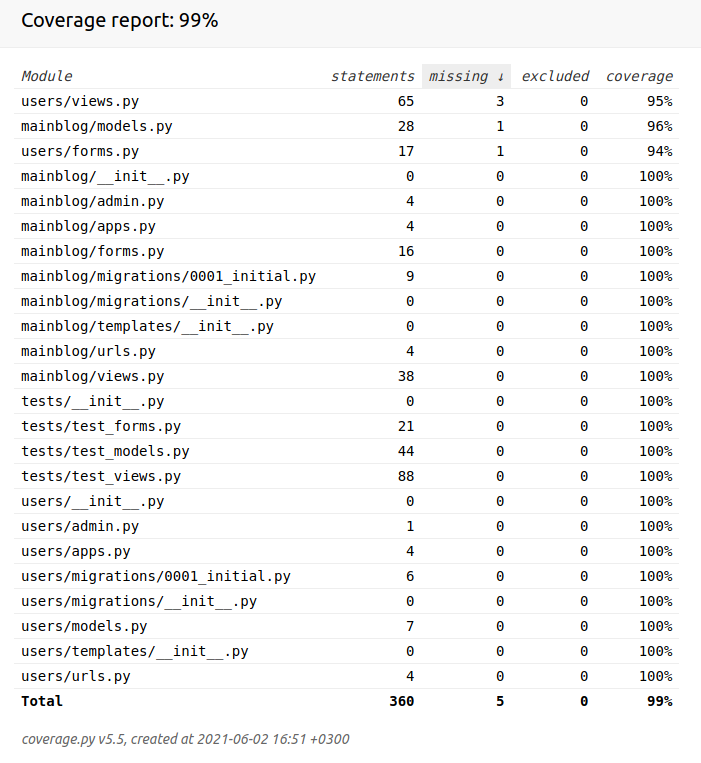 Coverage report: 99%
Module statements missing ↓ excluded coverage
users/views.py 65 3 0 95%
mainblog/models.py 28 1 0 96%
users/forms.py 17 1 0 94%
mainblog/__init__.py 0 0 0 100%
mainblog/admin.py 4 0 0 100%
mainblog/apps.py 4 0 0 100%
mainblog/forms.py 16 0 0 100%
mainblog/migrations/0001_initial.py 9 0 0 100%
mainblog/migrations/__init__.py 0 0 0 100%
mainblog/templates/__init__.py 0 0 0 100%
mainblog/urls.py 4 0 0 100%
mainblog/views.py 38 0 0 100%
tests/__init__.py 0 0 0 100%
tests/test_forms.py 21 0 0 100%
tests/test_models.py 44 0 0 100%
tests/test_views.py 88 0 0 100%
users/__init__.py 0 0 0 100%
users/admin.py 1 0 0 100%
users/apps.py 4 0 0 100%
users/migrations/0001_initial.py 6 0 0 100%
users/migrations/__init__.py 0 0 0 100%
users/models.py 7 0 0 100%
users/templates/__init__.py 0 0 0 100%
users/urls.py 4 0 0 100%
Total 360 5 0 99%
coverage.py v5.5, created at 2021-06-02 16:51 +0300